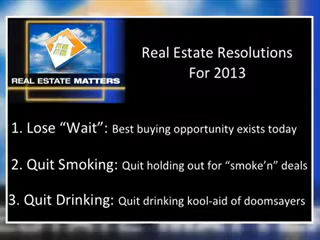 Real Estate Resolutions
For 2013
REAL ESTATE MATTERS
1. Lose “Wait”: Best buying opportunity exists today
2. Quit Smoking: Quit holding out for “smoke’n” deals
3. Quit Drinking: Quit drinking kool-aid of doomsayers